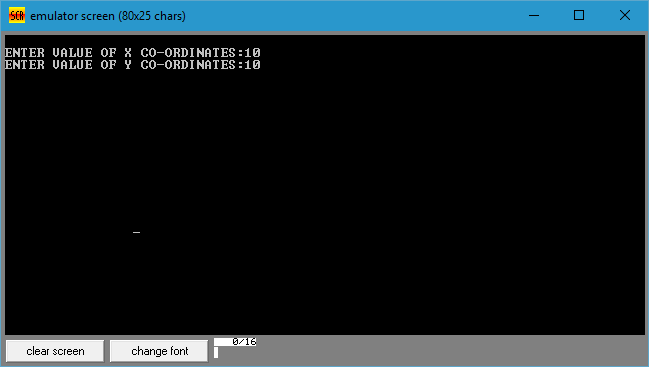 SCR emulator screen (80x25 chars)
ENTER VALUE OF X CO-ORDINATES:10
ENTER VALUE OF Y CO-ORDINATES:10
_
clear screen change font 0/16